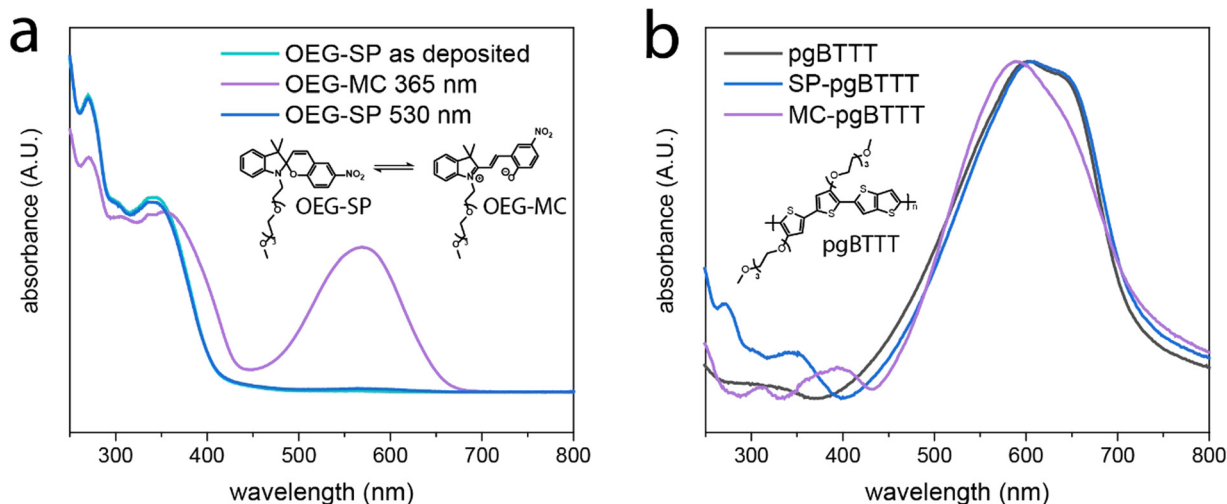 a
OEG-SP as deposited
OEG-MC 365 nm
OEG-SP 530 nm
NO₂
NO₂
N
O
N
⊕
⊖
O
O
3
O
O
3
O
OEG-SP
OEG-MC
absorbance (A.U.)
300 400 500 600 700 800
wavelength (nm)
b
pgBTTT
SP-pgBTTT
MC-pgBTTT
O
3
O
S
S
S
S
n
O
3
O
pgBTTT
absorbance (A.U.)
300 400 500 600 700 800
wavelength (nm)